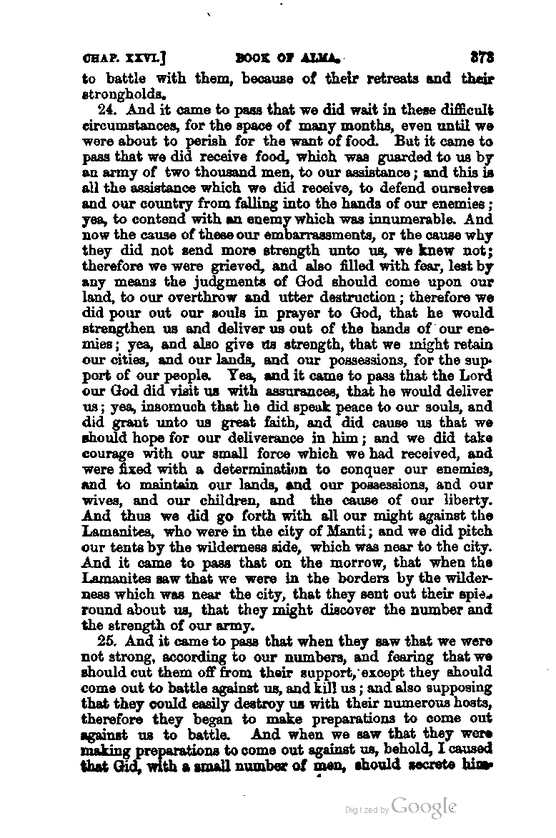 CHAP. XXVI.] BOOK OF ALMA. 373
to battle with them, because of their retreats and their
strongholds.
24. And it came to pass that we did wait in these difficult
circumstances, for the space of many months, even until we
were about to perish for the want of food. But it came to
pass that we did receive food, which was guarded to us by
an army of two thousand men, to our assistance; and this is
all the assistance which we did receive, to defend ourselves
and our country from falling into the hands of our enemies;
yea, to contend with an enemy which was innumerable. And
now the cause of these our embarrassments, or the cause why
they did not send more strength unto us, we knew not;
therefore we were grieved, and also filled with fear, lest by
any means the judgments of God should come upon our
land, to our overthrow and utter destruction; therefore we
did pour out our souls in prayer to God, that he would
strengthen us and deliver us out of the hands of our ene-
mies; yea, and also give us strength, that we might retain
our cities, and our lands, and our possessions, for the sup-
port of our people. Yea, and it came to pass that the Lord
our God did visit us with assurances, that he would deliver
us; yea, insomuch that he did speak peace to our souls, and
did grant unto us great faith, and did cause us that we
should hope for our deliverance in him; and we did take
courage with our small force which we had received, and
were fixed with a determination to conquer our enemies,
and to maintain our lands, and our possessions, and our
wives, and our children, and the cause of our liberty.
And thus we did go forth with all our might against the
Lamanites, who were in the city of Manti; and we did pitch
our tents by the wilderness side, which was near to the city.
And it came to pass that on the morrow, that when the
Lamanites saw that we were in the borders by the wilder-
ness which was near the city, that they sent out their spies
round about us, that they might discover the number and
the strength of our army.
25. And it came to pass that when they saw that we were
not strong, according to our numbers, and fearing that we
should cut them off from their support, except they should
come out to battle against us, and kill us; and also supposing
that they could easily destroy us with their numerous hosts,
therefore they began to make preparations to come out
against us to battle. And when we saw that they were
making preparations to come out against us, behold, I caused
that Gid, with a small number of men, should secrete him-
Digitized by Google